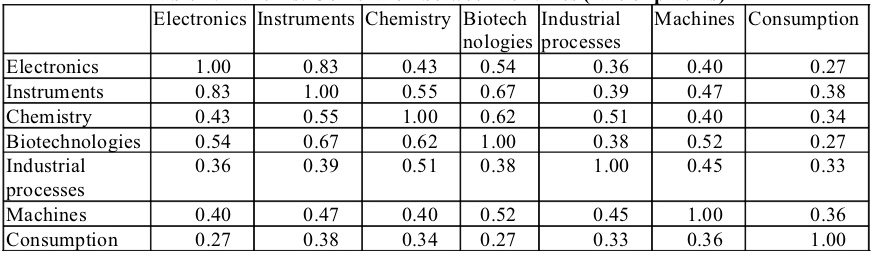 Electronics Instruments Chemistry Biotech Industrial Machines Consumption
nologies processes
Electronics 1.00 0.83 0.43 0.54 0.36 0.40 0.27
Instruments 0.83 1.00 0.55 0.67 0.39 0.47 0.38
Chemistry 0.43 0.55 1.00 0.62 0.51 0.40 0.34
Biotechnologies 0.54 0.67 0.62 1.00 0.38 0.52 0.27
Industrial 0.36 0.39 0.51 0.38 1.00 0.45 0.33
processes
Machines 0.40 0.47 0.40 0.52 0.45 1.00 0.36
Consumption 0.27 0.38 0.34 0.27 0.33 0.36 1.00